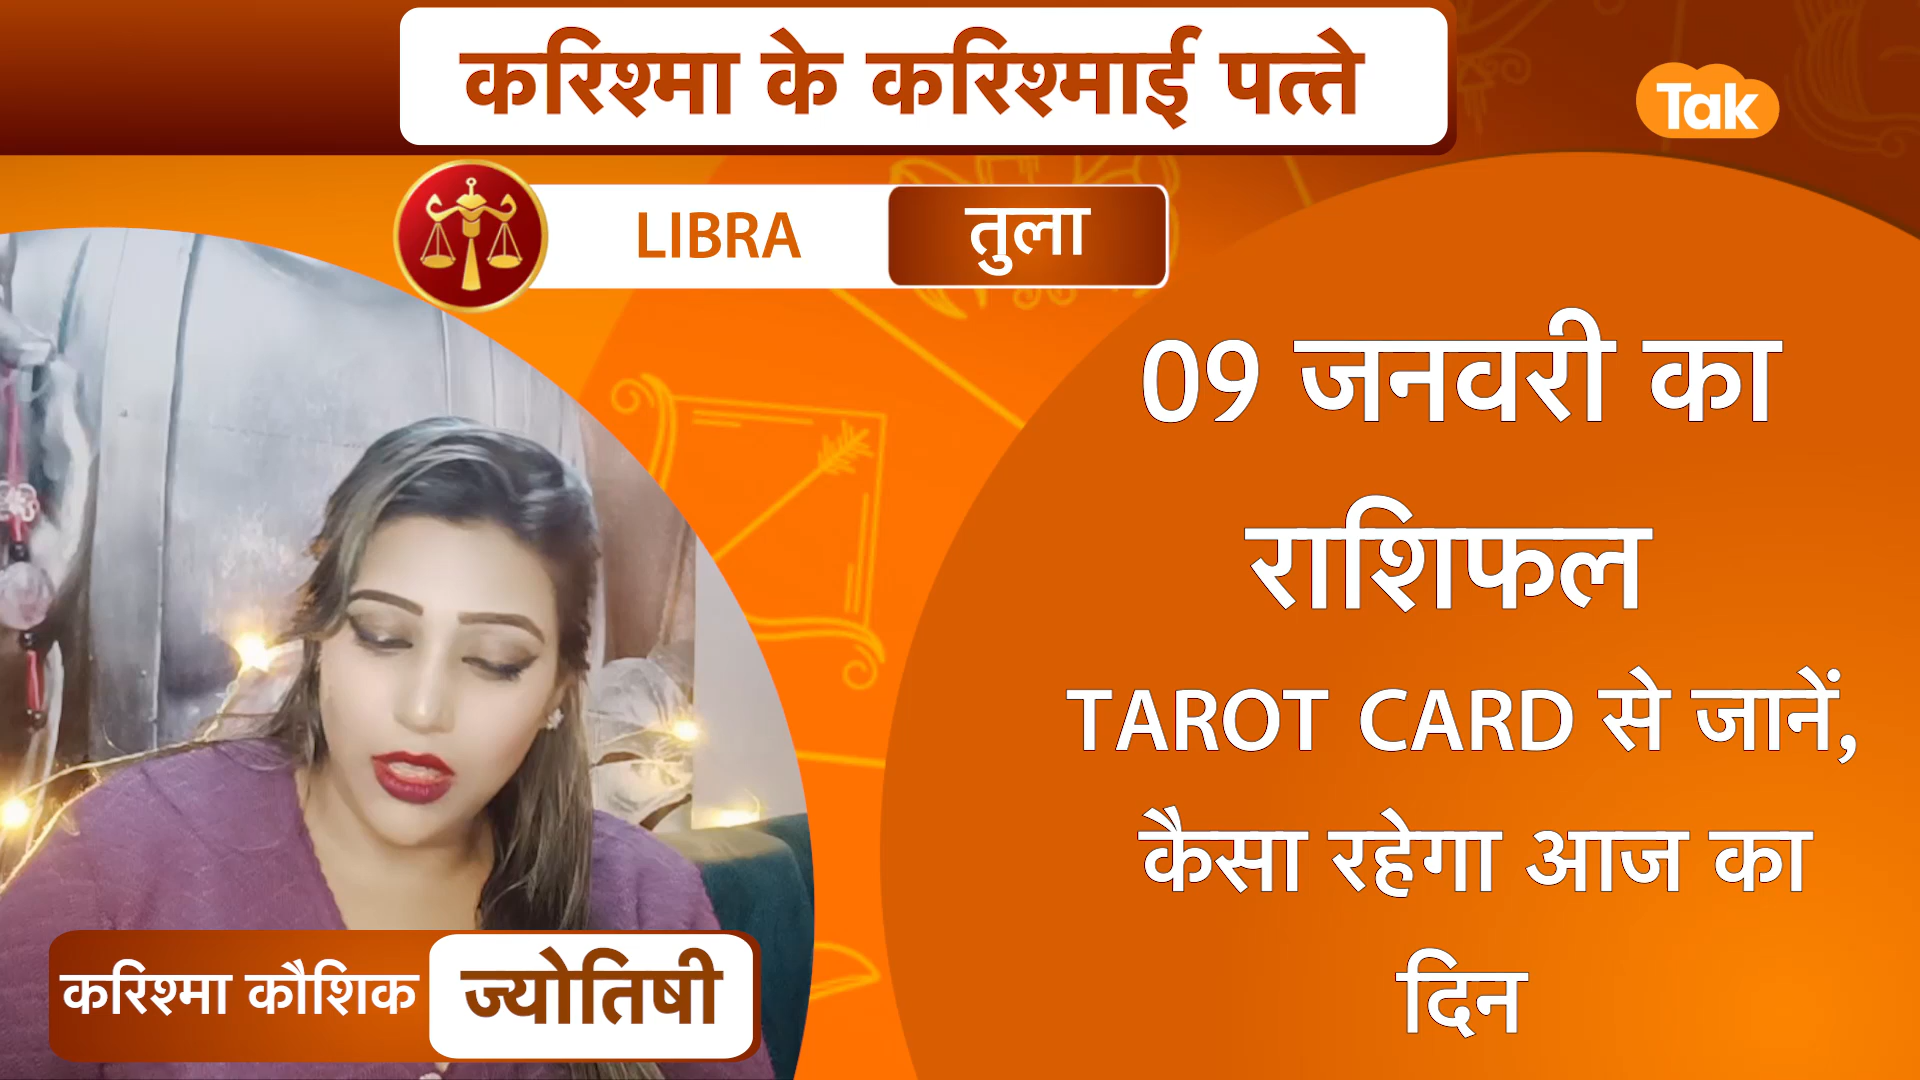 करिश्मा के करिश्माई पत्ते
Tak
LIBRA तुला
09 जनवरी का
राशिफल
TAROT CARD से जानें,
कैसा रहेगा आज का
दिन
करिश्मा कौशिक ज्योतिषी